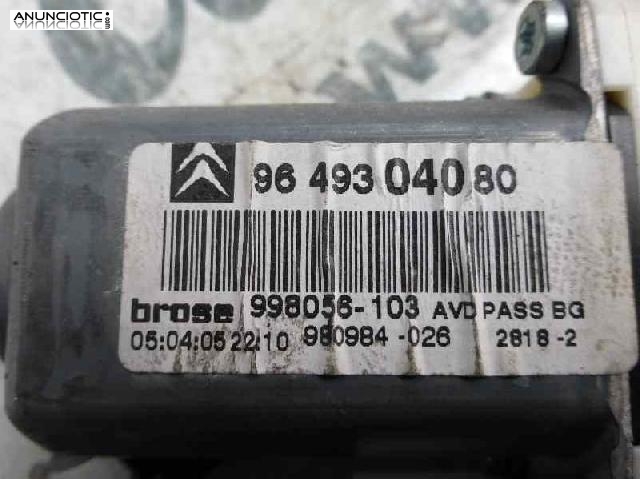 ANUNCIOTIC.com
96 493 040 80
brose 998056-103 AVD PASS BG
05:04:05 22:10 980984-026 2818-2